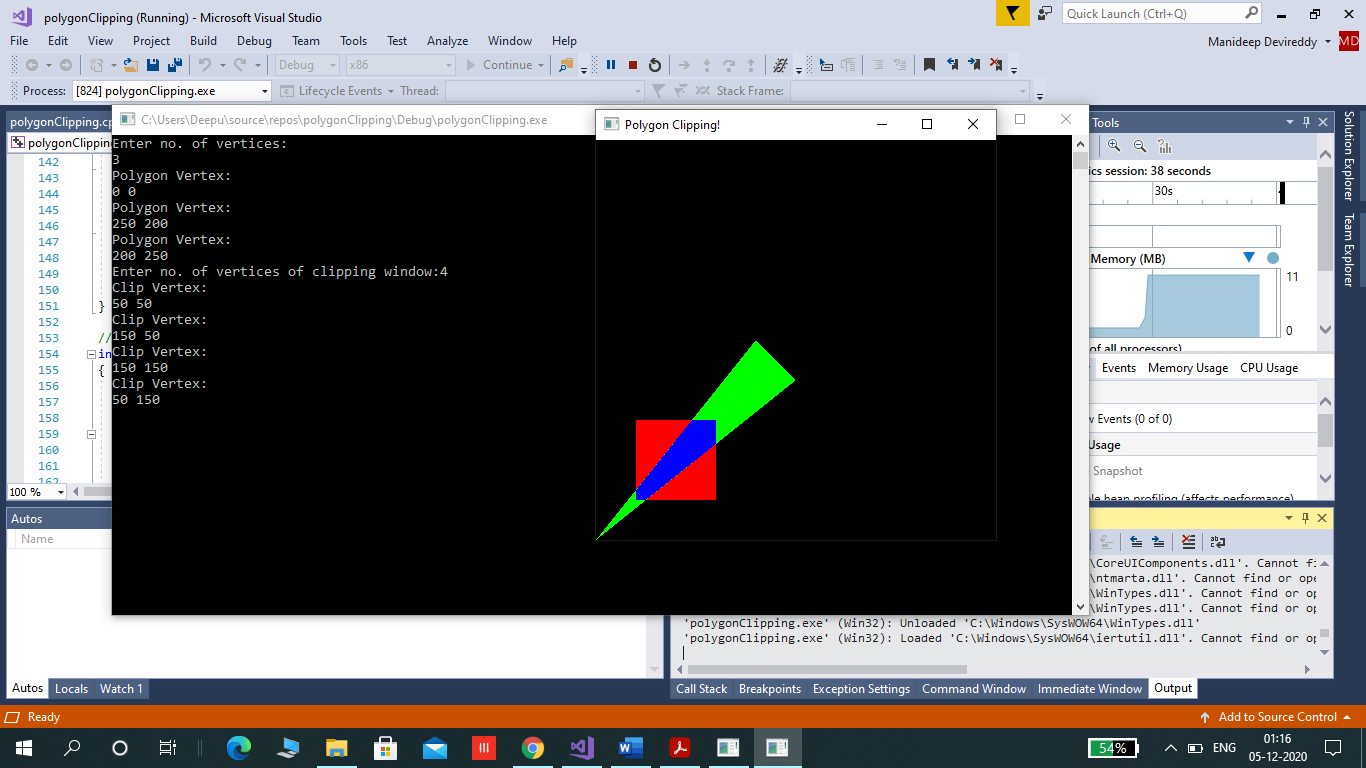 polygonClipping (Running) - Microsoft Visual Studio
Quick Launch (Ctrl+Q)
File Edit View Project Build Debug Team Tools Test Analyze Window Help
Manideep Devireddy MD
Debug x86 Continue
Process: [824] polygonClipping.exe Lifecycle Events Thread: Stack Frame:
polygonClipping.cp
C:\Users\Deepu\source\repos\polygonClipping\Debug\polygonClipping.exe
Polygon Clipping!
Tools
polygonClippin
Enter no. of vertices:
3
Polygon Vertex:
0 0
Polygon Vertex:
250 200
Polygon Vertex:
200 250
Enter no. of vertices of clipping window:4
Clip Vertex:
50 50
Clip Vertex:
150 50
Clip Vertex:
150 150
Clip Vertex:
50 150
142
143
144
145
146
147
148
149
150
151 }
152
153 //
154 in
155 {
156
157
158
159
160
161
162
100 %
ics session: 38 seconds
30s
Memory (MB)
11
0
of all processors)
Events Memory Usage CPU Usage
w Events (0 of 0)
Usage
Snapshot
le heap profiling (affects performance)
Solution Explorer
Team Explorer
Autos
Name
\CoreUIComponents.dll'. Cannot fi
\ntmarta.dll'. Cannot find or ope
\WinTypes.dll'. Cannot find or op
\WinTypes.dll'. Cannot find or op
'polygonClipping.exe' (Win32): Unloaded 'C:\Windows\SysWOW64\WinTypes.dll'
'polygonClipping.exe' (Win32): Loaded 'C:\Windows\SysWOW64\iertutil.dll'. Cannot find or op
Autos Locals Watch 1
Call Stack Breakpoints Exception Settings Command Window Immediate Window Output
Ready
Add to Source Control
54%
ENG
01:16
05-12-2020